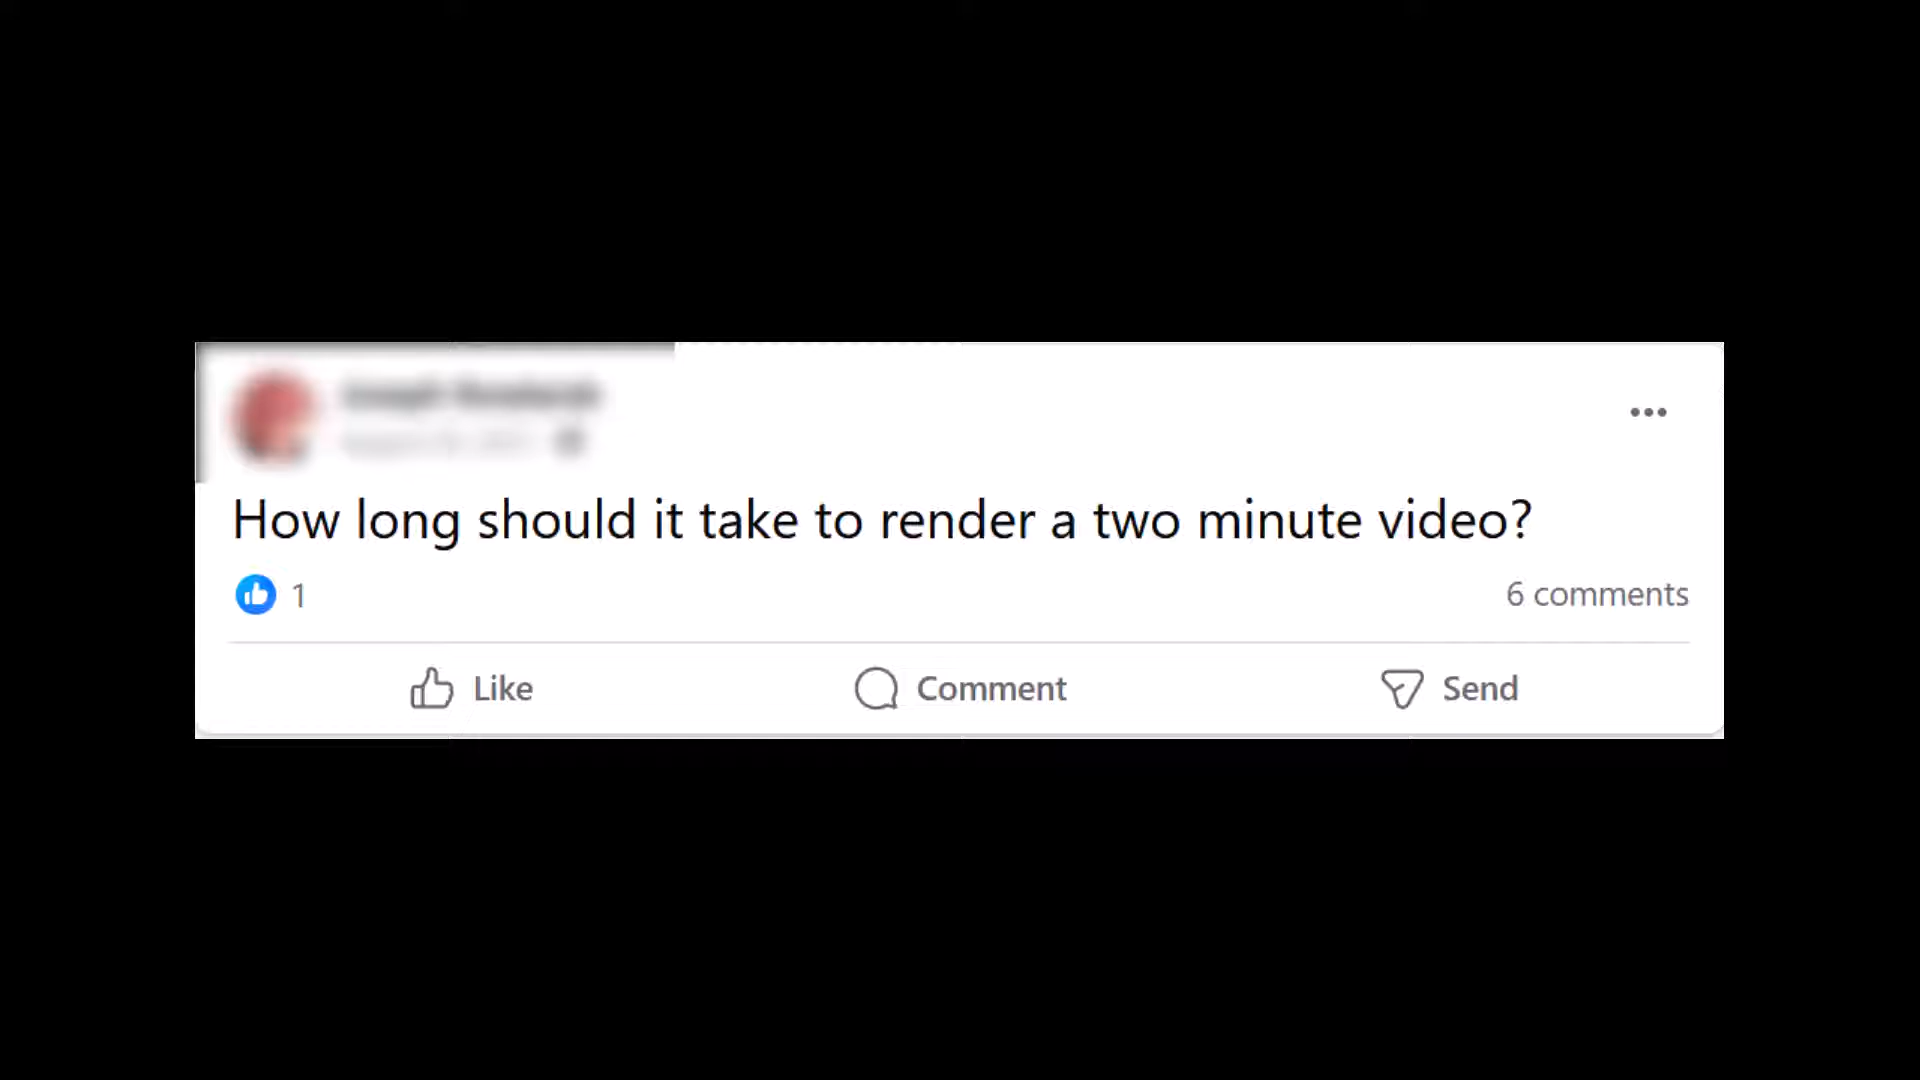 How long should it take to render a two minute video?
1
6 comments
Like
Comment
Send